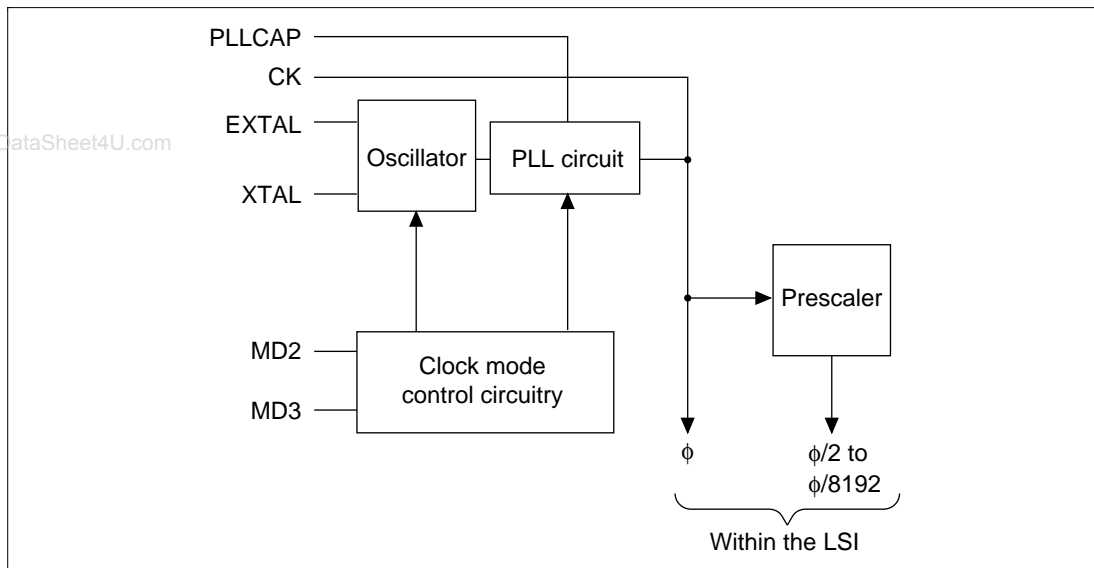 PLLCAP
CK
EXTAL
DataSheet4U.com
Oscillator
PLL circuit
XTAL
Prescaler
MD2
Clock mode
control circuitry
MD3
ϕ
ϕ/2 to
ϕ/8192
Within the LSI